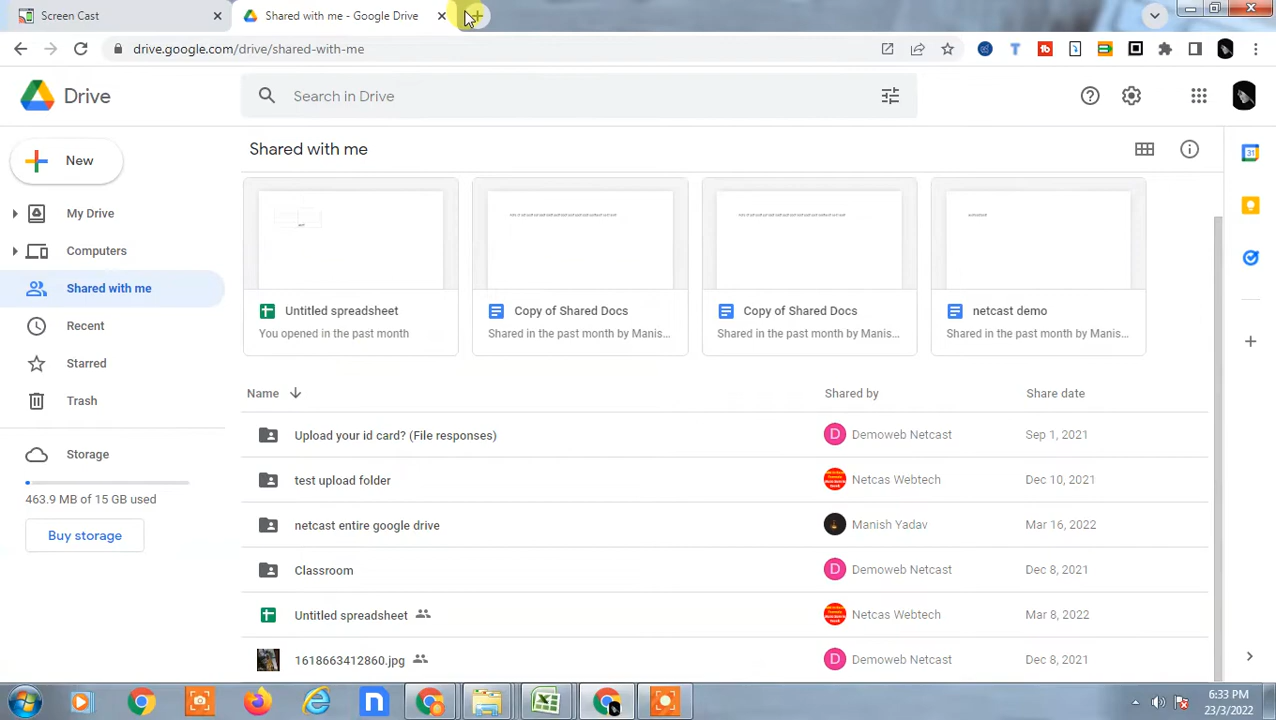 Screen Cast
Shared with me - Google Drive
drive.google.com/drive/shared-with-me
Drive
Search in Drive
New
My Drive
Computers
Shared with me
Recent
Starred
Trash
Storage
463.9 MB of 15 GB used
Buy storage
Shared with me
Untitled spreadsheet
You opened in the past month
Copy of Shared Docs
Shared in the past month by Manis...
Copy of Shared Docs
Shared in the past month by Manis...
netcast demo
Shared in the past month by Manis...
Name Shared by Share date
Upload your id card? (File responses) D Demoweb Netcast Sep 1, 2021
test upload folder Netcas Webtech Dec 10, 2021
netcast entire google drive Manish Yadav Mar 16, 2022
Classroom D Demoweb Netcast Dec 8, 2021
Untitled spreadsheet Netcas Webtech Mar 8, 2022
1618663412860.jpg D Demoweb Netcast Dec 8, 2021
31
6:33 PM
23/3/2022